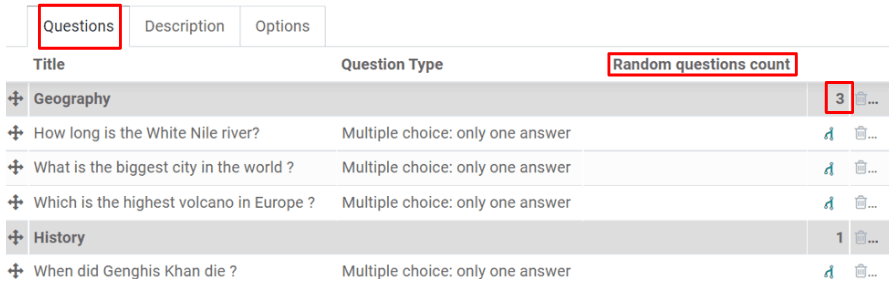 Questions Description Options
Title Question Type Random questions count
Geography 3 ...
How long is the White Nile river? Multiple choice: only one answer ...
What is the biggest city in the world ? Multiple choice: only one answer ...
Which is the highest volcano in Europe ? Multiple choice: only one answer ...
History 1 ...
When did Genghis Khan die ? Multiple choice: only one answer ...